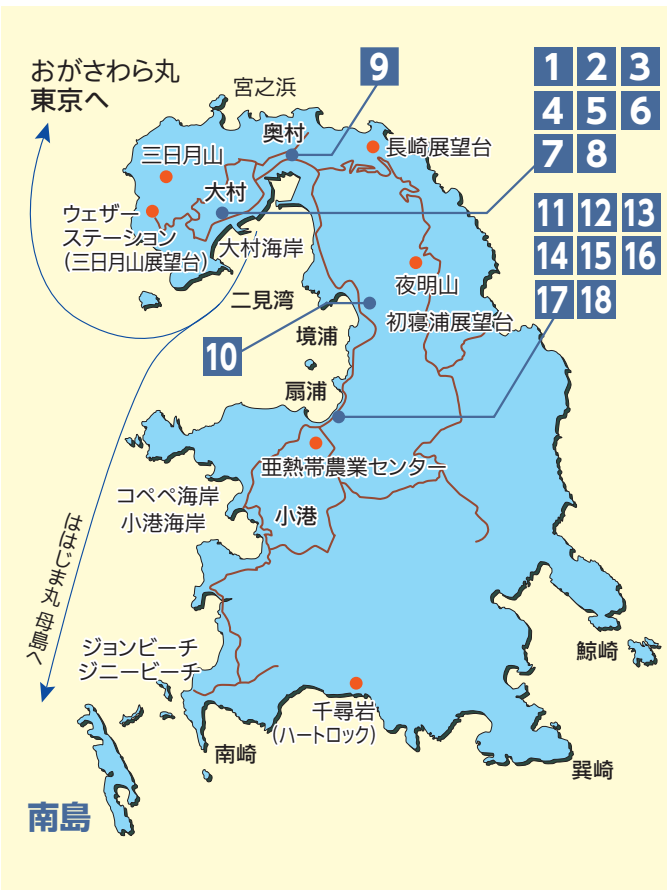 おがさわら丸
東京へ
宮之浜
9
1 2 3
4 5 6
7 8
奥村
長崎展望台
三日月山
大村
ウェザー
ステーション
(三日月山展望台)
大村海岸
11 12 13
14 15 16
17 18
二見湾
夜明山
初寝浦展望台
境浦
10
扇浦
亜熱帯農業センター
コペペ海岸
小港海岸
小港
ははじま丸 母島へ
ジョンビーチ
ジニービーチ
鯨崎
千尋岩
(ハートロック)
南崎
巽崎
南島